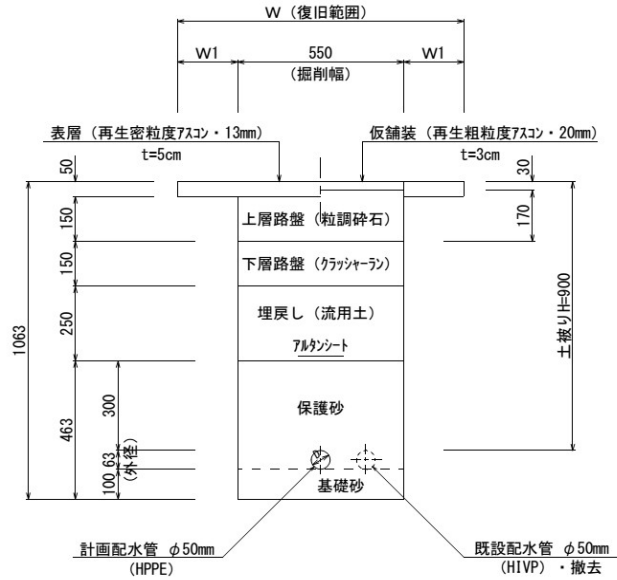 W (復旧範囲)
W1
550
W1
(掘削幅)
表層 (再生密粒度アスコン・13mm)
仮舗装 (再生粗粒度アスコン・20mm)
t=5cm
t=3cm
50
30
150
上層路盤 (粒調砕石)
170
150
下層路盤 (クラッシャーラン)
250
埋戻し (流用土)
アルタンシート
1063
土被りH=900
463
300
保護砂
63
(外径)
100
基礎砂
計画配水管 φ50mm
(HPPE)
既設配水管 φ50mm
(HIVP) ・撤去